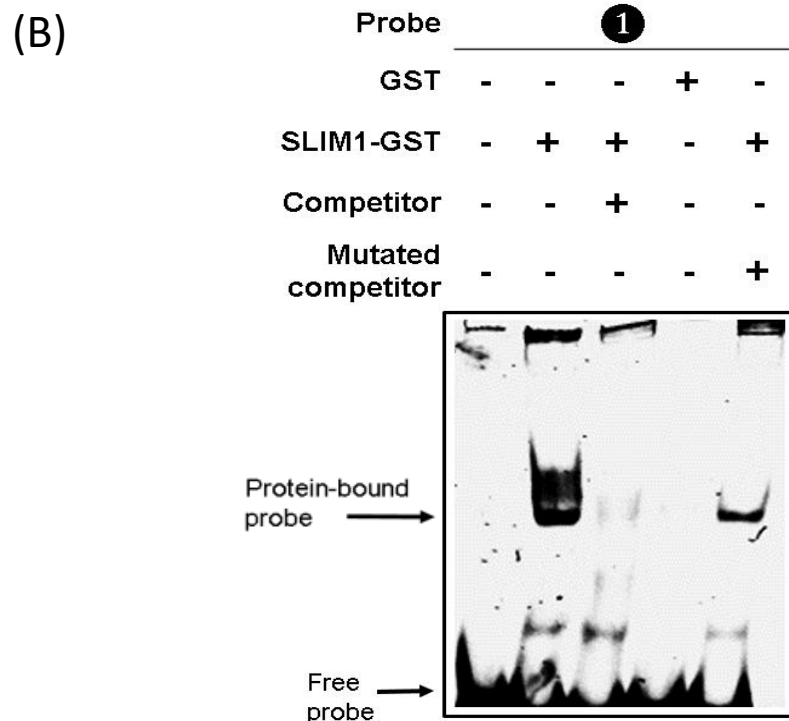 (B)
Probe 1
GST - - - + -
SLIM1-GST - + + - +
Competitor - - + - -
Mutated
competitor - - - - +
Protein-bound
probe
Free
probe